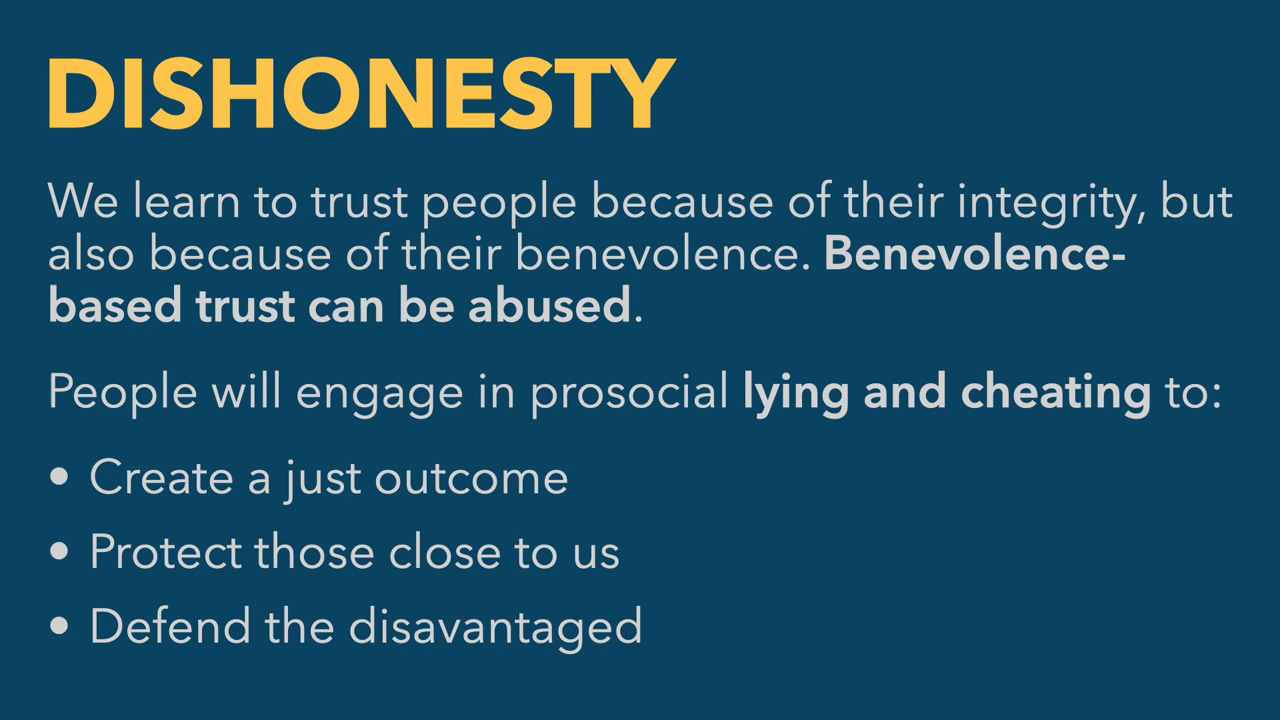 DISHONESTY
We learn to trust people because of their integrity, but
also because of their benevolence. Benevolence-
based trust can be abused.
People will engage in prosocial lying and cheating to:
• Create a just outcome
• Protect those close to us
• Defend the disavantaged